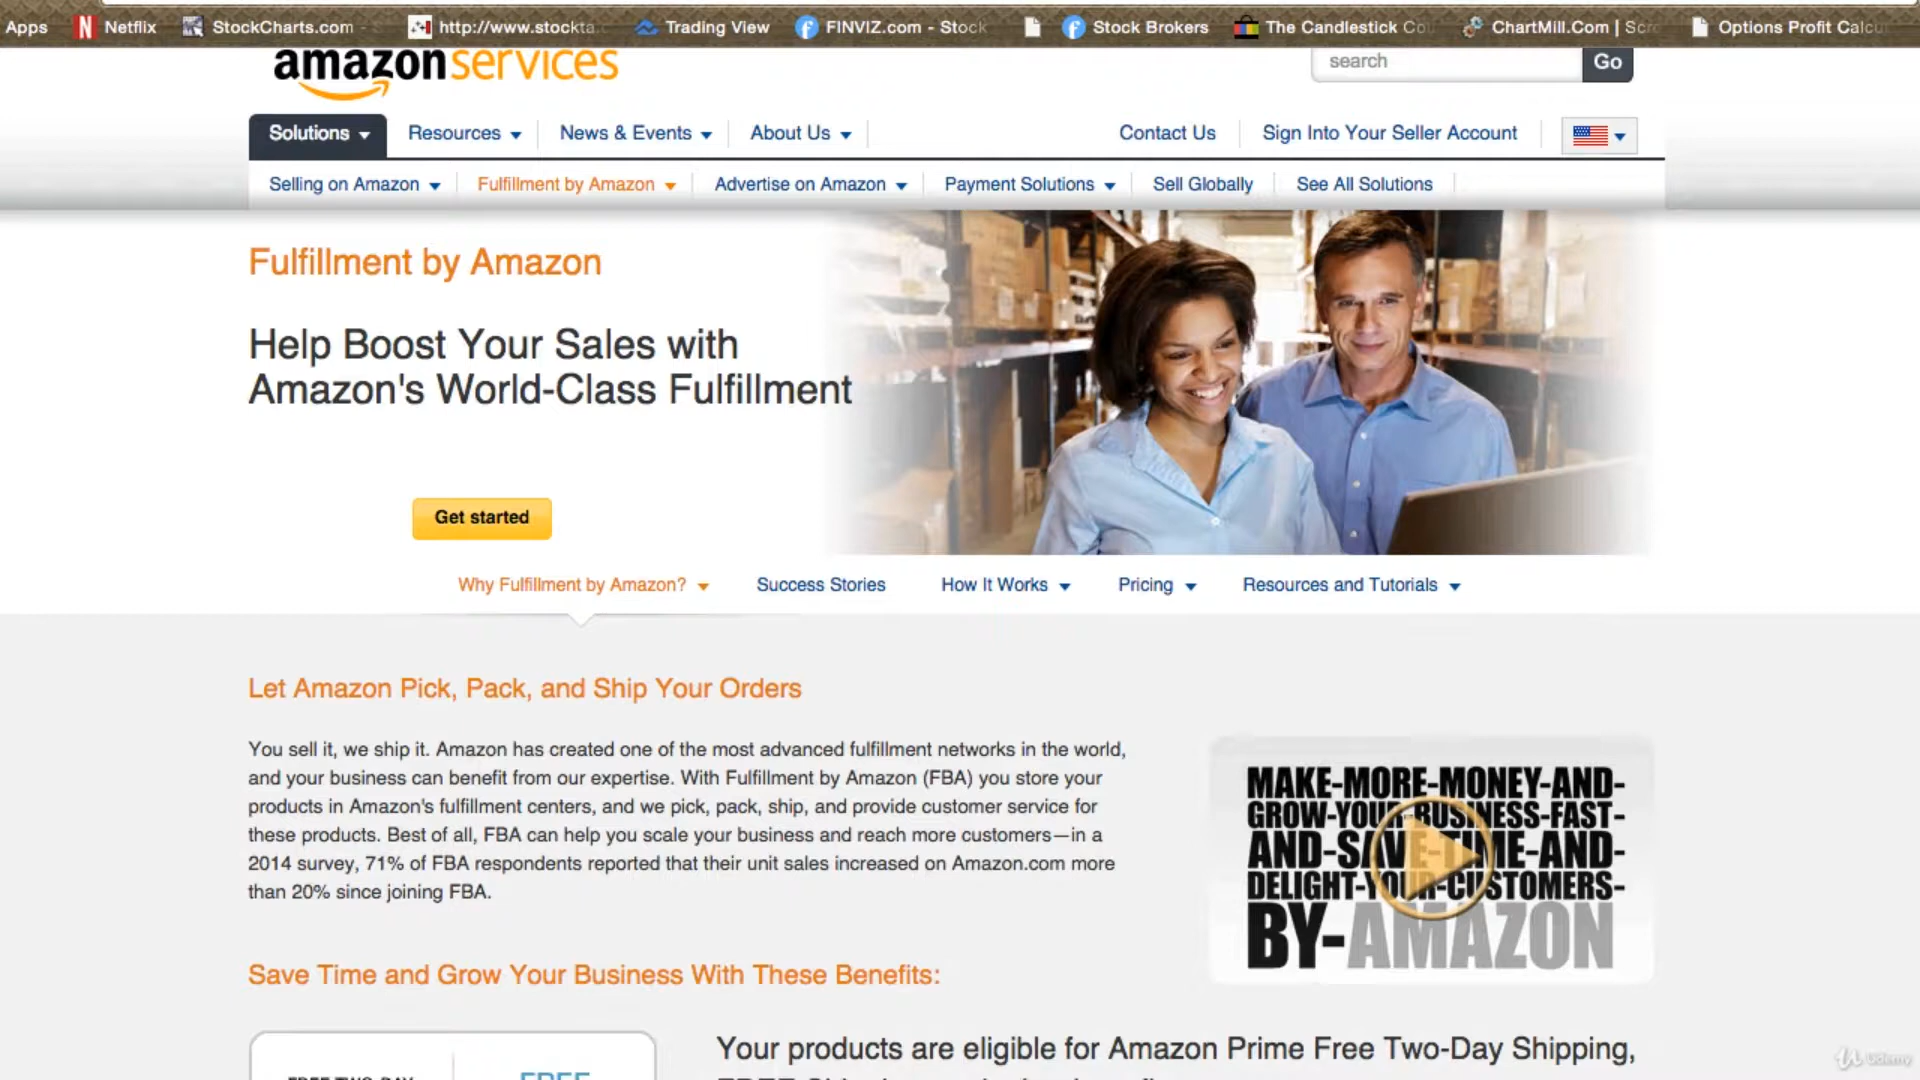 Apps Netflix StockCharts.com - http://www.stockta Trading View FINVIZ.com - Stock Stock Brokers The Candlestick Co ChartMill.Com | Scre Options Profit Calcu
amazonservices
search Go
Solutions Resources News & Events About Us Contact Us Sign Into Your Seller Account
Selling on Amazon Fulfillment by Amazon Advertise on Amazon Payment Solutions Sell Globally See All Solutions
Fulfillment by Amazon
Help Boost Your Sales with
Amazon's World-Class Fulfillment
Get started
Why Fulfillment by Amazon? Success Stories How It Works Pricing Resources and Tutorials
Let Amazon Pick, Pack, and Ship Your Orders
You sell it, we ship it. Amazon has created one of the most advanced fulfillment networks in the world,
and your business can benefit from our expertise. With Fulfillment by Amazon (FBA) you store your
products in Amazon's fulfillment centers, and we pick, pack, ship, and provide customer service for
these products. Best of all, FBA can help you scale your business and reach more customers—in a
2014 survey, 71% of FBA respondents reported that their unit sales increased on Amazon.com more
than 20% since joining FBA.
MAKE-MORE-MONEY-AND-
GROW-YOUR-BUSINESS-FAST-
AND-SAVE-TIME-AND-
DELIGHT-YOUR-CUSTOMERS-
BY-AMAZON
Save Time and Grow Your Business With These Benefits:
Your products are eligible for Amazon Prime Free Two-Day Shipping,
FREE TWO-DAY FREE
Udemy